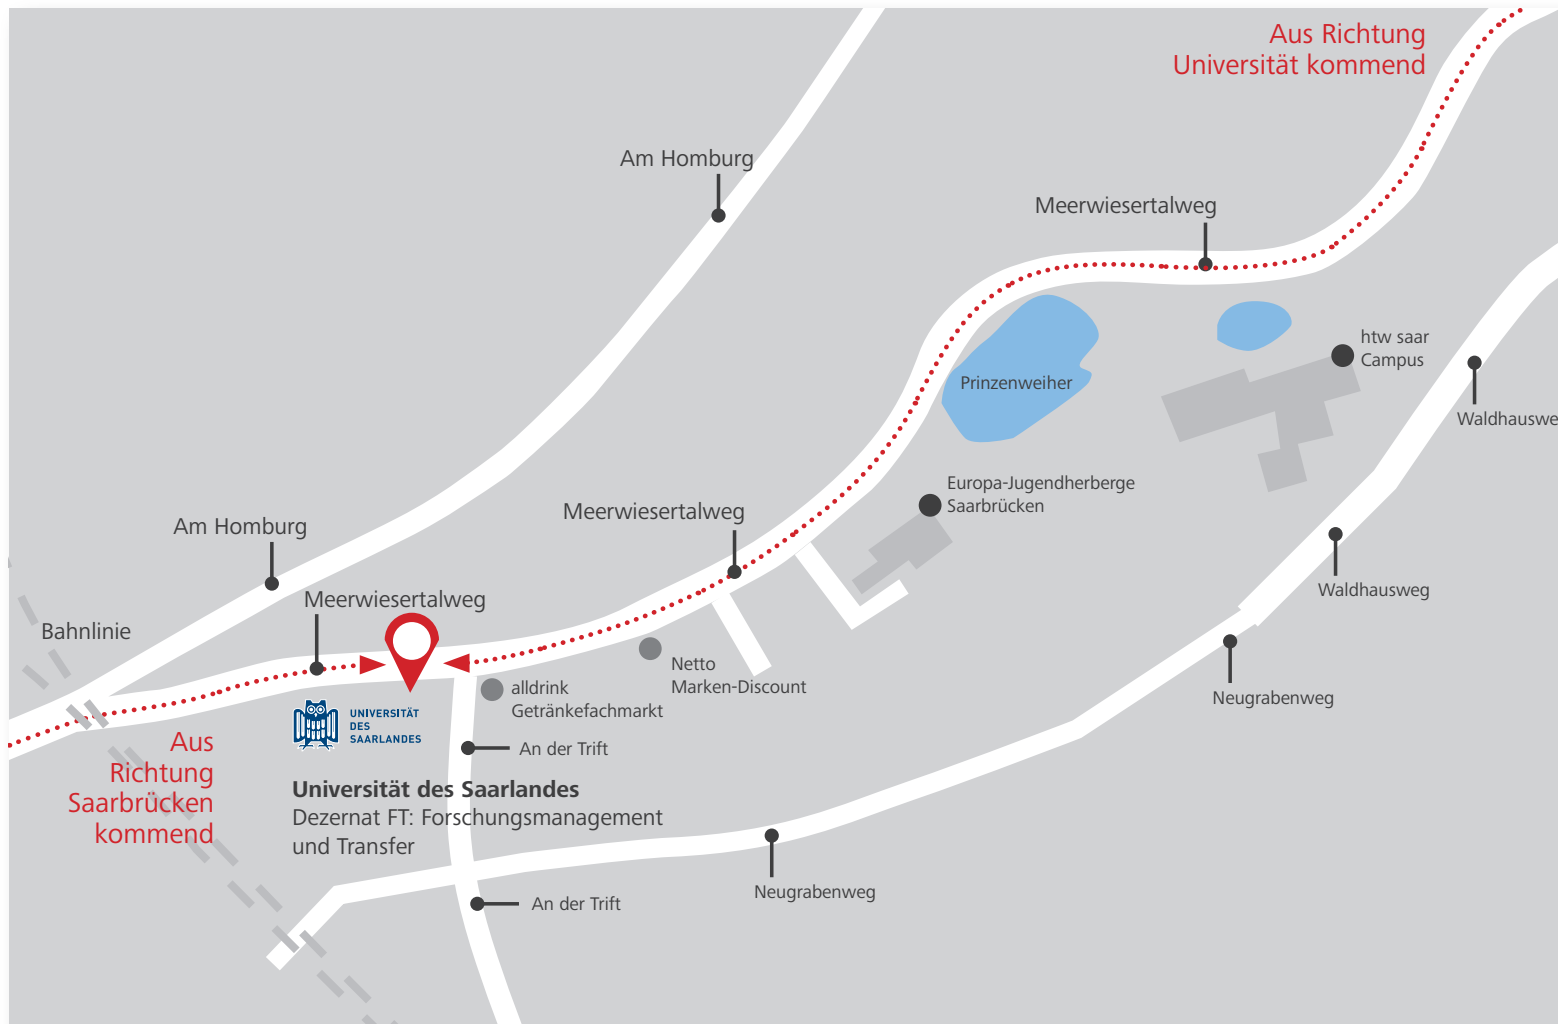 Aus Richtung
Universität kommend
Am Homburg
Meerwiesertalweg
htw saar
Campus
Prinzenweiher
Waldhauswe
Europa-Jugendherberge
Saarbrücken
Meerwiesertalweg
Am Homburg
Waldhausweg
Meerwiesertalweg
Bahnlinie
Netto
Marken-Discount
alldrink
Getränkefachmarkt
Neugrabenweg
UNIVERSITÄT
DES
SAARLANDES
Aus
Richtung
Saarbrücken
kommend
An der Trift
Universität des Saarlandes
Dezernat FT: Forschungsmanagement
und Transfer
Neugrabenweg
An der Trift